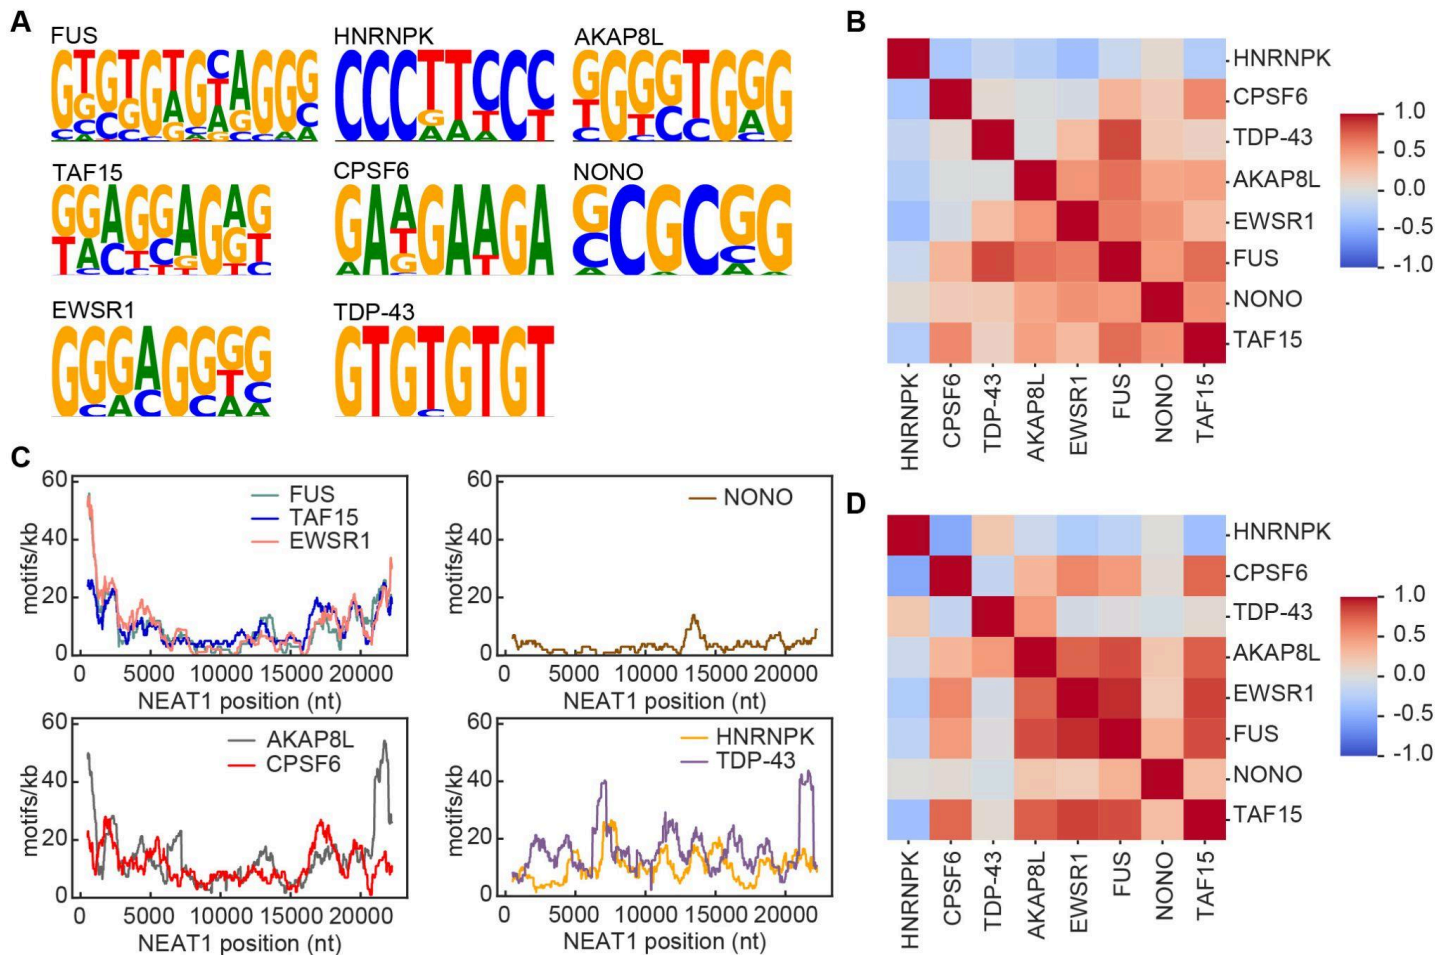 A
FUS
HNRNPK
AKAP8L
TAF15
CPSF6
NONO
EWSR1
TDP-43
B
HNRNPK
CPSF6
TDP-43
AKAP8L
EWSR1
FUS
NONO
TAF15
HNRNPK
CPSF6
TDP-43
AKAP8L
EWSR1
FUS
NONO
TAF15
1.0
0.5
0.0
-0.5
-1.0
C
60
40
20
0
motifs/kb
FUS
TAF15
EWSR1
0 5000 10000 15000 20000
NEAT1 position (nt)
60
40
20
0
motifs/kb
NONO
0 5000 10000 15000 20000
NEAT1 position (nt)
60
40
20
0
motifs/kb
AKAP8L
CPSF6
0 5000 10000 15000 20000
NEAT1 position (nt)
60
40
20
0
motifs/kb
HNRNPK
TDP-43
0 5000 10000 15000 20000
NEAT1 position (nt)
D
HNRNPK
CPSF6
TDP-43
AKAP8L
EWSR1
FUS
NONO
TAF15
HNRNPK
CPSF6
TDP-43
AKAP8L
EWSR1
FUS
NONO
TAF15
1.0
0.5
0.0
-0.5
-1.0